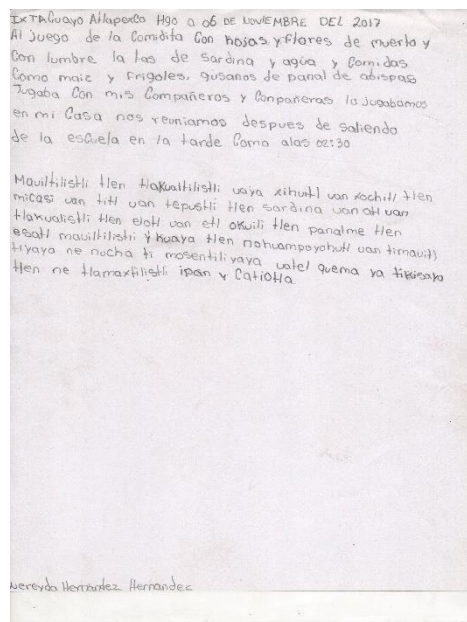 IxTACuayo Atlapexco Hgo a 06 DE NOVIEMBRE DEL 2017
Al juego de la Comidita Con hojas y flores de muerto y
Con lumbre la tas de sardina y agua y Comidas
Como maiz y frigoles, gusanos de panal de abispas
Jugaba Con mis Compañeros y Conpañeras lo jugabamos
en mi Casa nos reuniamos despues de saliendo
de la escuela en la tarde Como alas 02:30
Mauiltilistli tlen tlakualtilistli uaya xihuitl uan xochitl tlen
micasi uan titl uan tepustli tlen sardina uan atl uan
tlakualistli tlen elotl uan etl okuili tlen panalme tlen
esatl mauiltilistli ykuaya tlen nohuampoyohutl uan timauitl
tiyaya ne nocha ti mosentiliyaya uatel quema ya tikisaya
tlen ne tlamaxtilistli ipan y Catiotla
Nereyda Hernández Hernandez